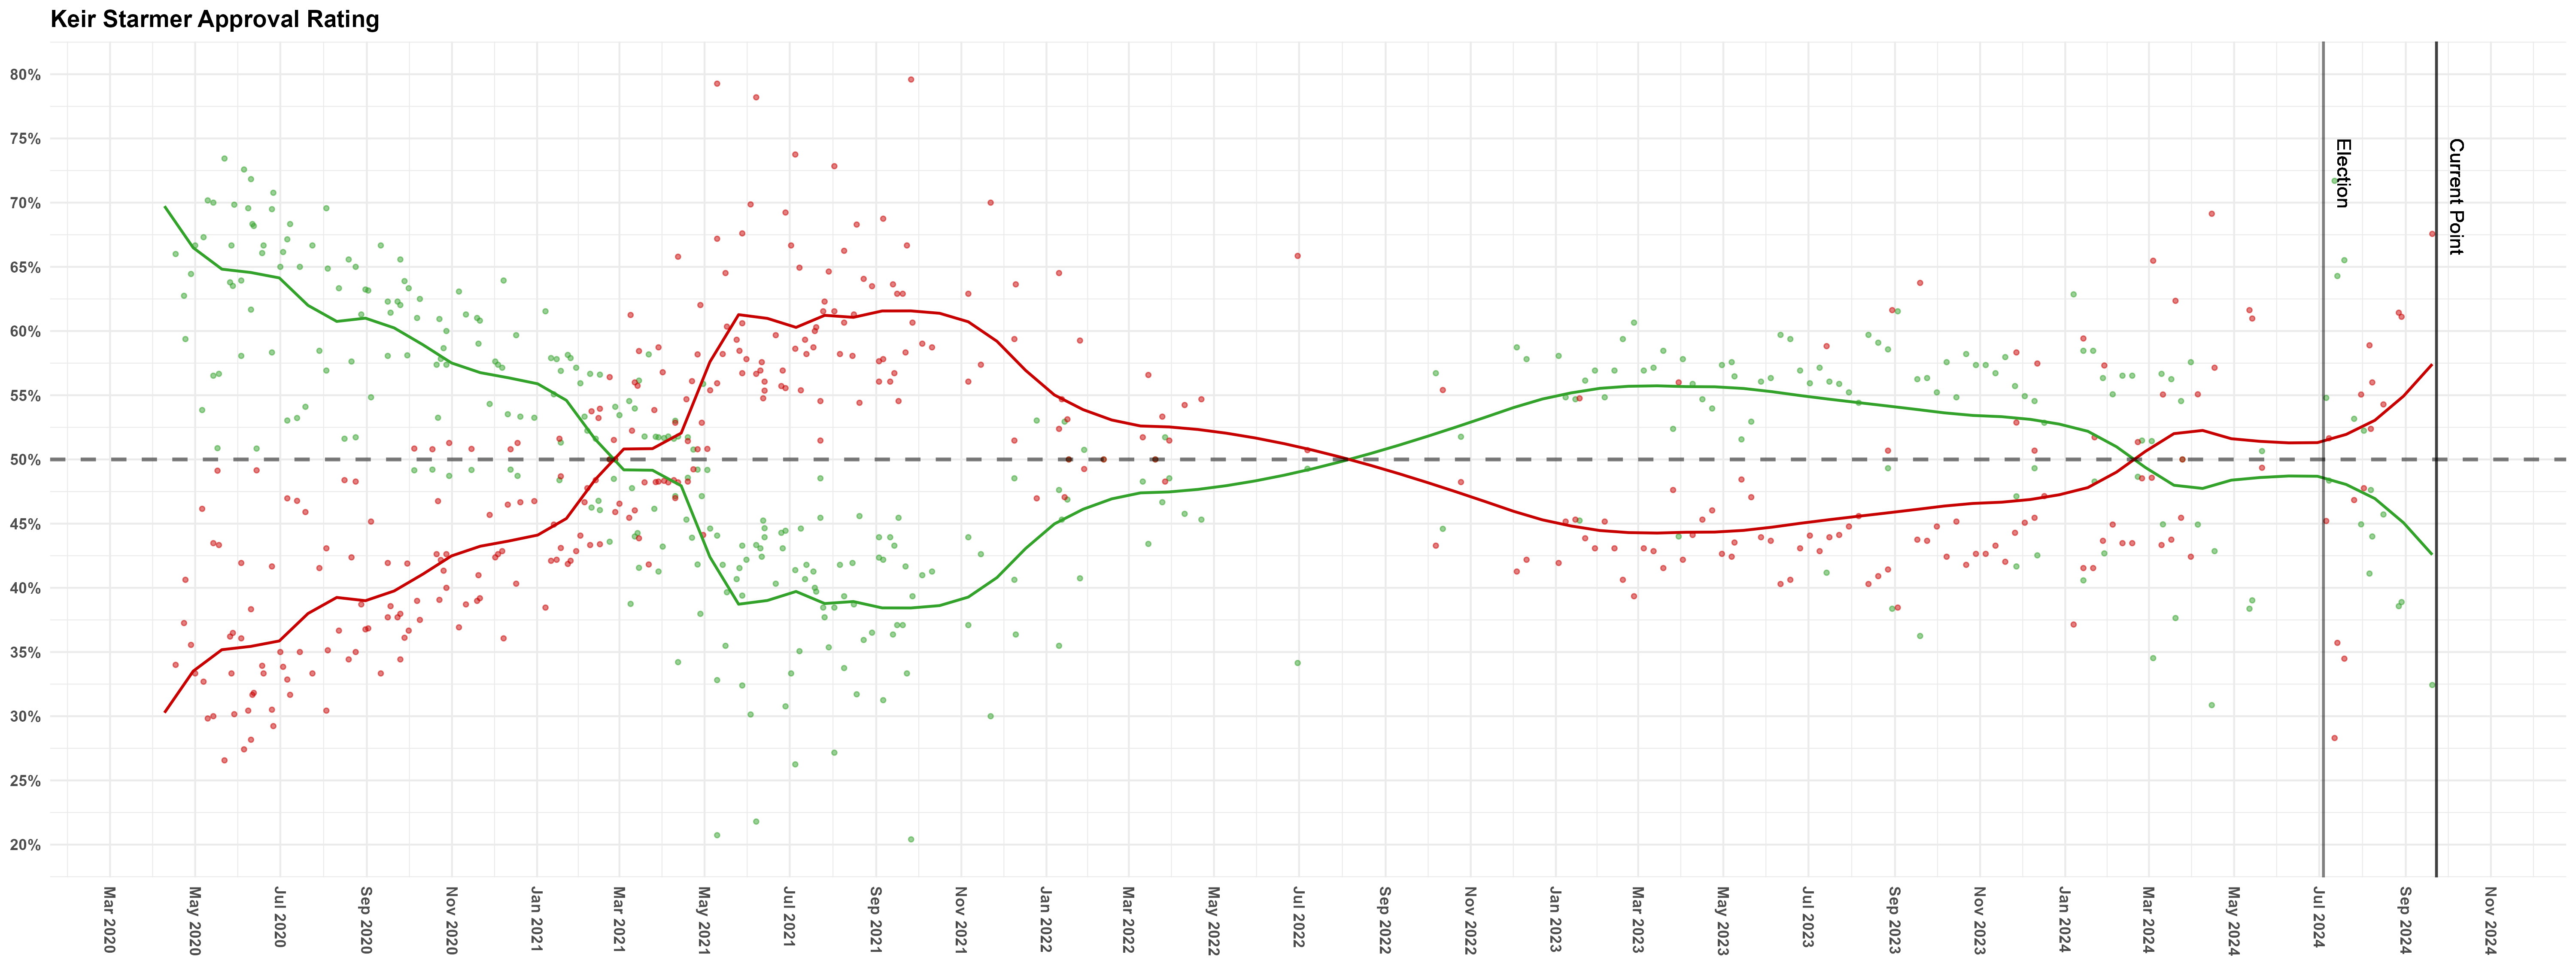 Keir Starmer Approval Rating
80%
75%
70%
65%
60%
55%
50%
45%
40%
35%
30%
25%
20%
Election
Current Point
Mar 2020
May 2020
Jul 2020
Sep 2020
Nov 2020
Jan 2021
Mar 2021
May 2021
Jul 2021
Sep 2021
Nov 2021
Jan 2022
Mar 2022
May 2022
Jul 2022
Sep 2022
Nov 2022
Jan 2023
Mar 2023
May 2023
Jul 2023
Sep 2023
Nov 2023
Jan 2024
Mar 2024
May 2024
Jul 2024
Sep 2024
Nov 2024